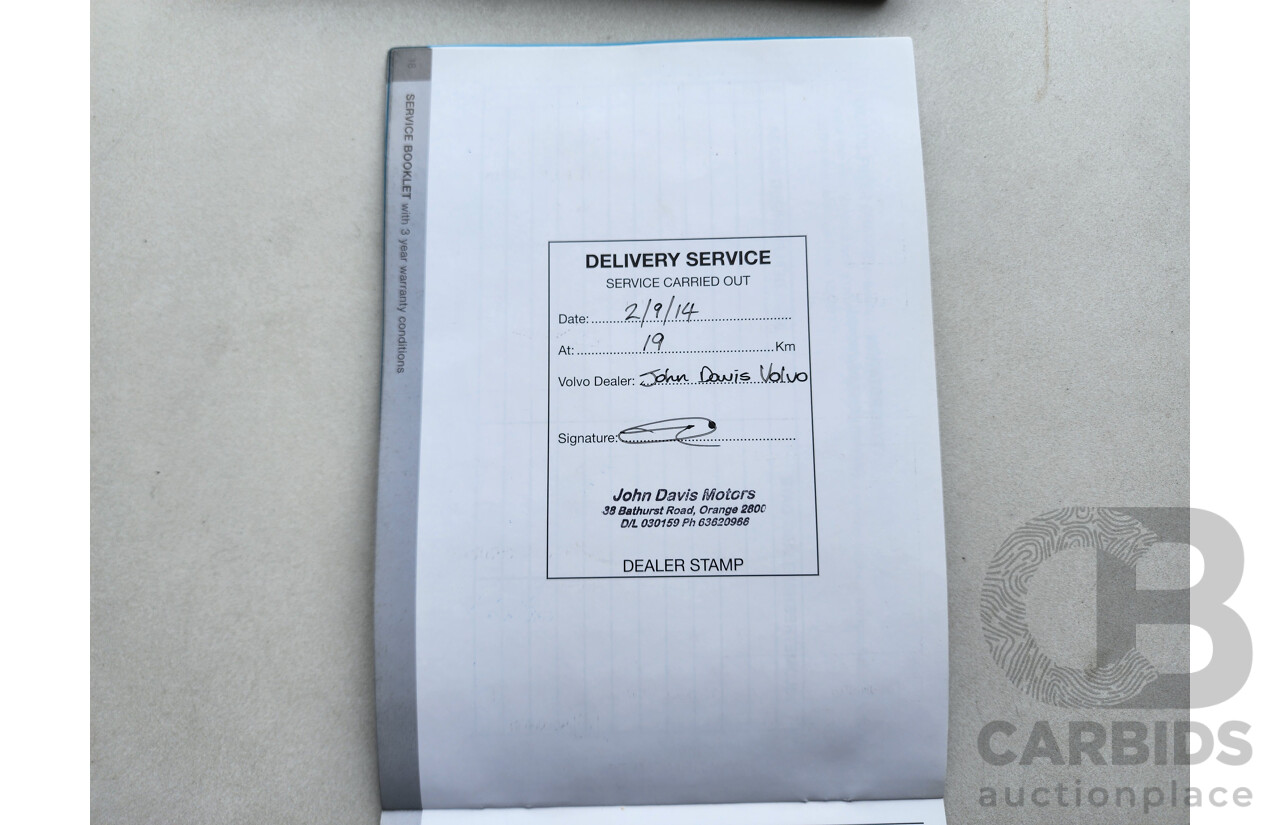 16
SERVICE BOOKLET with 3 year warranty conditions
DELIVERY SERVICE
SERVICE CARRIED OUT
Date: 2/9/14
At: 19 Km
Volvo Dealer: John Davis Volvo
Signature:
John Davis Motors
38 Bathurst Road, Orange 2800
D/L 030159 Ph 63620966
DEALER STAMP
CB
CARBIDS
auctionplace